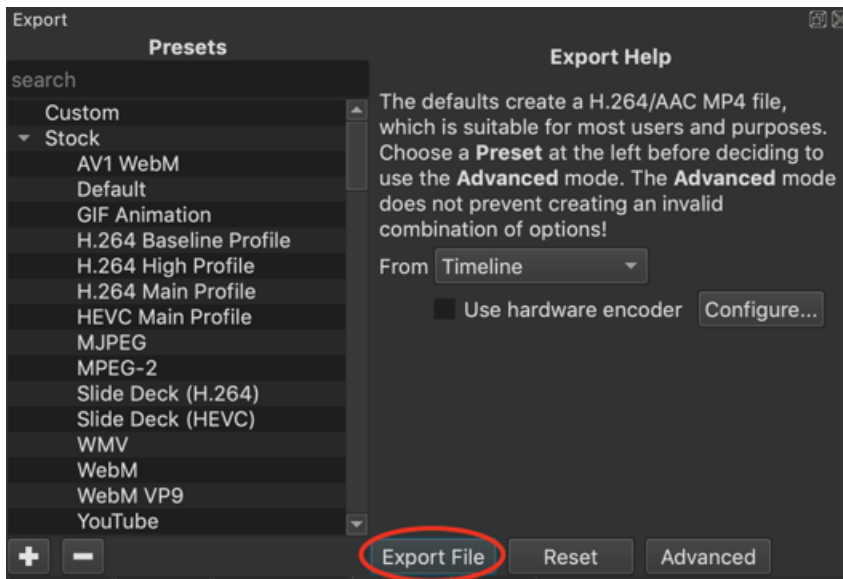 Export
Presets
search
Custom
Stock
AV1 WebM
Default
GIF Animation
H.264 Baseline Profile
H.264 High Profile
H.264 Main Profile
HEVC Main Profile
MJPEG
MPEG-2
Slide Deck (H.264)
Slide Deck (HEVC)
WMV
WebM
WebM VP9
YouTube
Export Help
The defaults create a H.264/AAC MP4 file,
which is suitable for most users and purposes.
Choose a Preset at the left before deciding to
use the Advanced mode. The Advanced mode
does not prevent creating an invalid
combination of options!
From Timeline
Use hardware encoder Configure...
Export File Reset Advanced